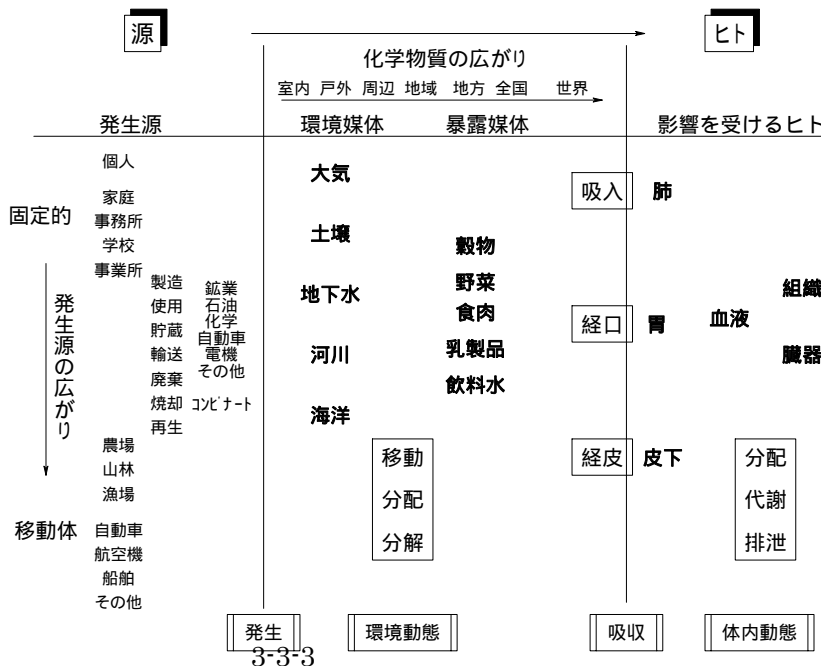 源
ヒト
化学物質の広がり
室内 戸外 周辺 地域 地方 全国 世界
発生源 環境媒体 暴露媒体 影響を受けるヒト
固定的
発生源の広がり
移動体
個人
家庭
事務所
学校
事業所
製造
使用
貯蔵
輸送
廃棄
焼却
再生
鉱業
石油
化学
自動車
電機
その他
コンビナート
農場
山林
漁場
自動車
航空機
船舶
その他
大気
土壌
地下水
河川
海洋
穀物
野菜
食肉
乳製品
飲料水
移動
分配
分解
吸入 肺
経口 胃
経皮 皮下
血液
組織
臓器
分配
代謝
排泄
発生 環境動態 吸収 体内動態
3-3-3